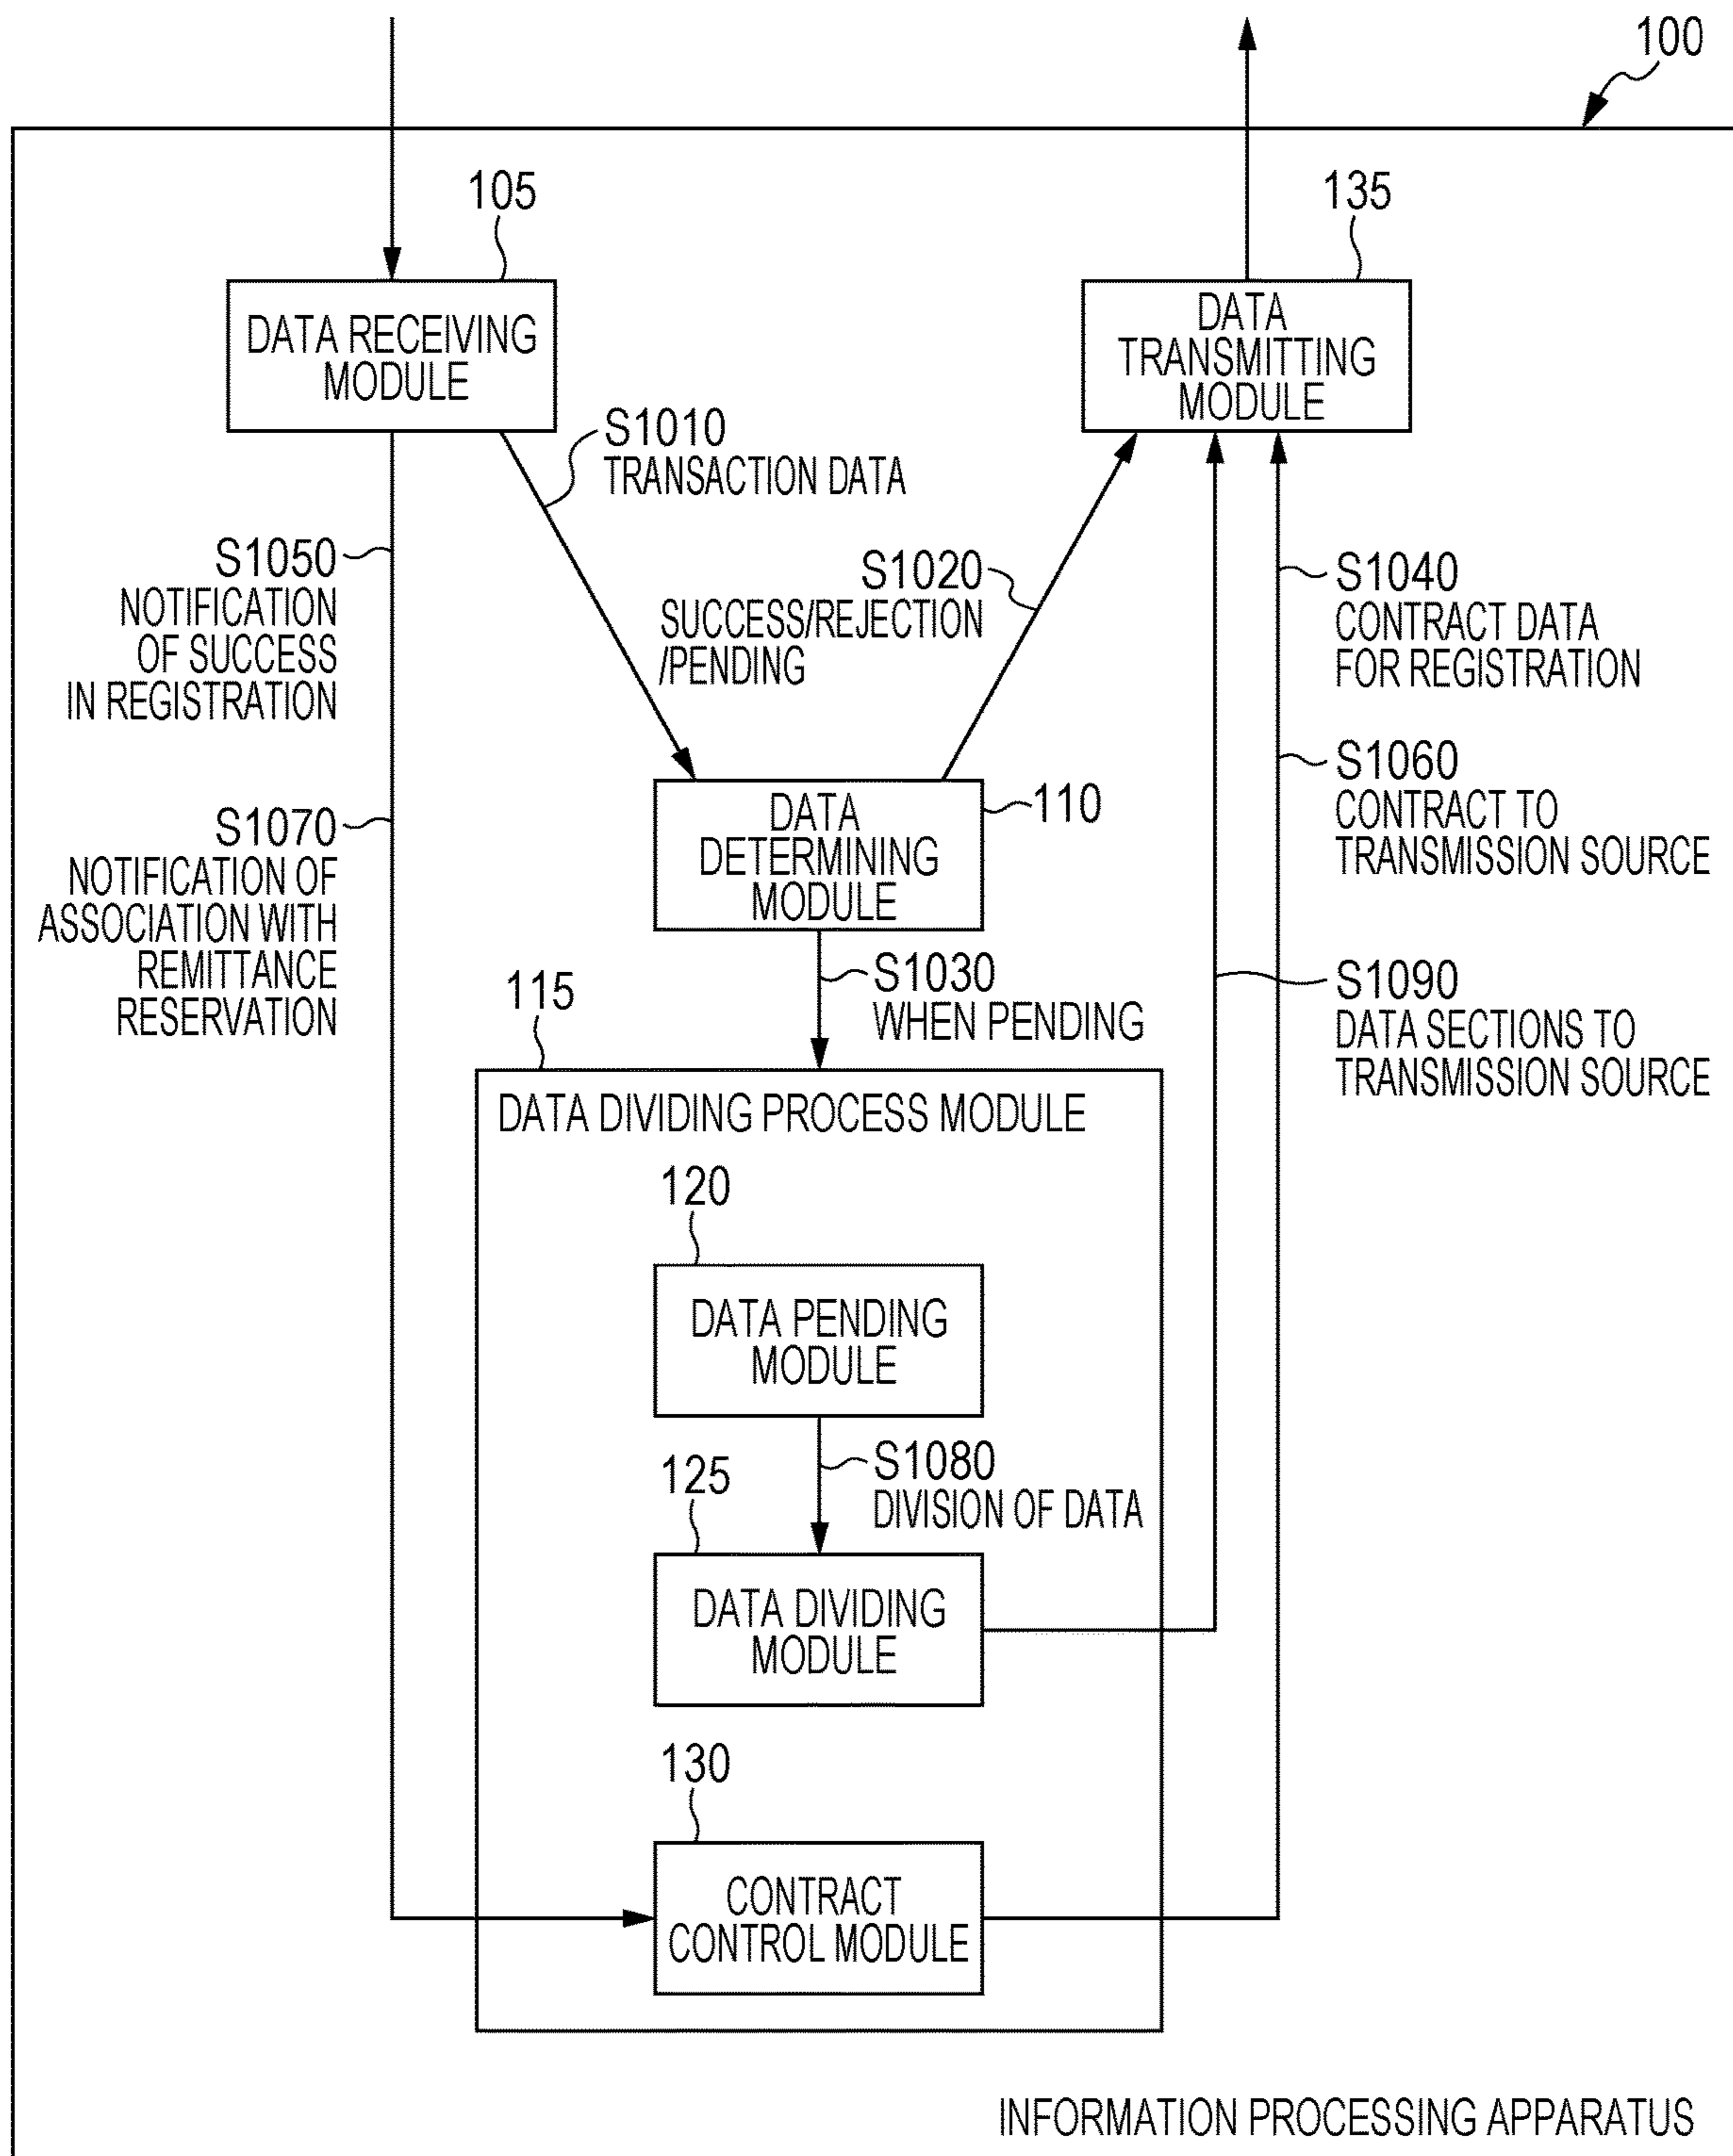 100
105
135
DATA RECEIVING
MODULE
DATA
TRANSMITTING
MODULE
S1010
TRANSACTION DATA
S1050
NOTIFICATION
OF SUCCESS
IN REGISTRATION
S1020
SUCCESS/REJECTION
/PENDING
S1040
CONTRACT DATA
FOR REGISTRATION
S1060
CONTRACT TO
TRANSMISSION SOURCE
S1070
NOTIFICATION OF
ASSOCIATION WITH
REMITTANCE
RESERVATION
110
DATA
DETERMINING
MODULE
S1030
WHEN PENDING
S1090
DATA SECTIONS TO
TRANSMISSION SOURCE
115
DATA DIVIDING PROCESS MODULE
120
DATA PENDING
MODULE
S1080
DIVISION OF DATA
125
DATA DIVIDING
MODULE
130
CONTRACT
CONTROL MODULE
INFORMATION PROCESSING APPARATUS